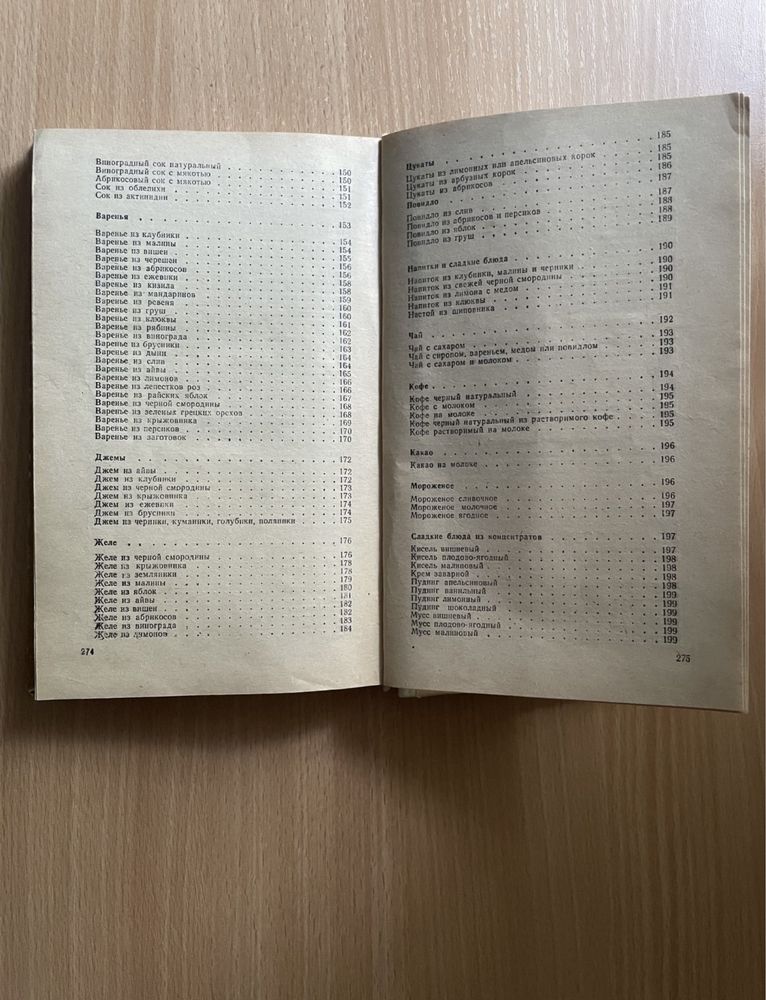 Виноградный сок натуральный 150
Виноградный сок с мякотью 150
Абрикосовый сок с мякотью 151
Сок из облепихи 151
Сок из актинидии 152
Варенья 153
Варенье из клубники 154
Варенье из малины 154
Варенье из вишен 155
Варенье из черешен 156
Варенье из абрикосов 156
Варенье из ежевики 158
Варенье из кизила 158
Варенье из мандаринов 159
Варенье из ревеня 160
Варенье из груш 160
Варенье из клюквы 161
Варенье из рябины 162
Варенье из винограда 162
Варенье из брусники 163
Варенье из дыни 164
Варенье из слив 164
Варенье из айвы 165
Варенье из лимонов 166
Варенье из лепестков роз 166
Варенье из райских яблок 167
Варенье из черной смородины 168
Варенье из зеленых грецких орехов 168
Варенье из крыжовника 169
Варенье из персиков 170
Варенье из заготовок 170
Джемы 172
Джем из айвы 172
Джем из клубники 172
Джем из черной смородины 173
Джем из крыжовника 173
Джем из ежевики 174
Джем из брусники 174
Джем из черники, куманики, голубики, поляники 175
Желе 176
Желе из черной смородины 176
Желе из крыжовника 178
Желе из земляники 178
Желе из малины 179
Желе из яблок 180
Желе из айвы 181
Желе из вишен 182
Желе из абрикосов 182
Желе из винограда 183
Желе из лимонов 184
274
Цукаты 185
Цукаты из лимонных или апельсиновых корок 185
Цукаты из арбузных корок 185
Цукаты из абрикосов 186
Повидло 187
Повидло из слив 187
Повидло из абрикосов и персиков 188
Повидло из яблок 188
Повидло из груш 189
Напитки и сладкие блюда 190
Напиток из клубники, малины и черники 190
Напиток из свежей черной смородины 190
Напиток из лимона с медом 190
Напиток из клюквы 191
Настой из шиповника 191
Чай 192
Чай с сахаром 193
Чай с сиропом, вареньем, медом или повидлом 193
Чай с сахаром и молоком 193
Кофе 194
Кофе черный натуральный 194
Кофе с молоком 195
Кофе на молоке 195
Кофе черный натуральный из растворимого кофе 195
Кофе растворимый на молоке 195
Какао 196
Какао на молоке 196
Мороженое 196
Мороженое сливочное 196
Мороженое молочное 197
Мороженое ягодное 197
Сладкие блюда из концентратов 197
Кисель вишневый 197
Кисель плодово-ягодный 198
Кисель малиновый 198
Крем заварной 198
Пудинг апельсиновый 198
Пудинг ванильный 198
Пудинг лимонный 199
Пудинг шоколадный 199
Мусс вишневый 199
Мусс плодово-ягодный 199
Мусс малиновый 199
275